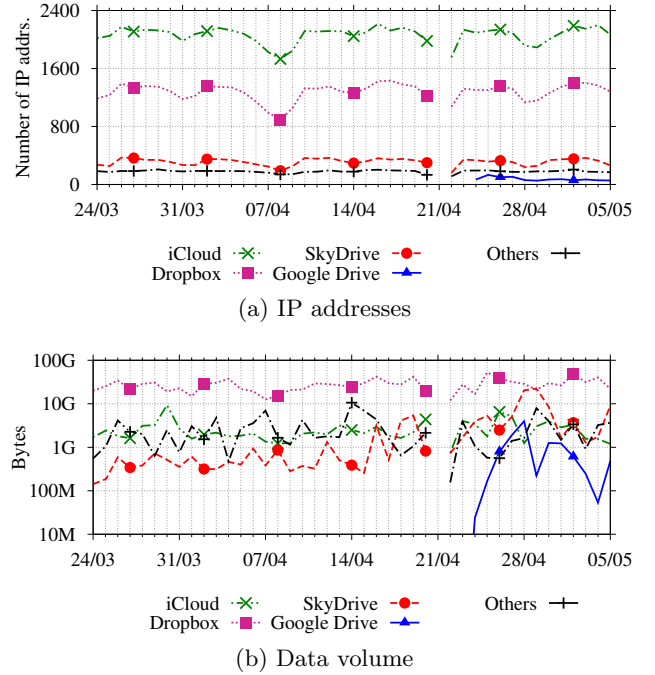 2400
1800
1200
800
0
Number of IP addrs.
24/03 31/03 07/04 14/04 21/04 28/04 05/05
iCloud SkyDrive Others
Dropbox Google Drive
(a) IP addresses
100G
10G
1G
100M
10M
Bytes
24/03 31/03 07/04 14/04 21/04 28/04 05/05
iCloud SkyDrive Others
Dropbox Google Drive
(b) Data volume